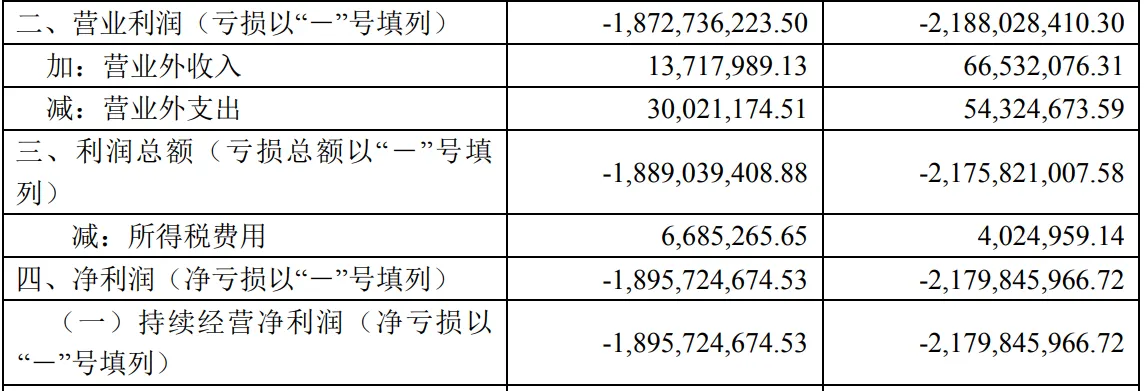 二、营业利润（亏损以“－”号填列） -1,872,736,223.50 -2,188,028,410.30
加：营业外收入 13,717,989.13 66,532,076.31
减：营业外支出 30,021,174.51 54,324,673.59
三、利润总额（亏损总额以“－”号填
列） -1,889,039,408.88 -2,175,821,007.58
减：所得税费用 6,685,265.65 4,024,959.14
四、净利润（净亏损以“－”号填列） -1,895,724,674.53 -2,179,845,966.72
（一）持续经营净利润（净亏损以
“－”号填列） -1,895,724,674.53 -2,179,845,966.72